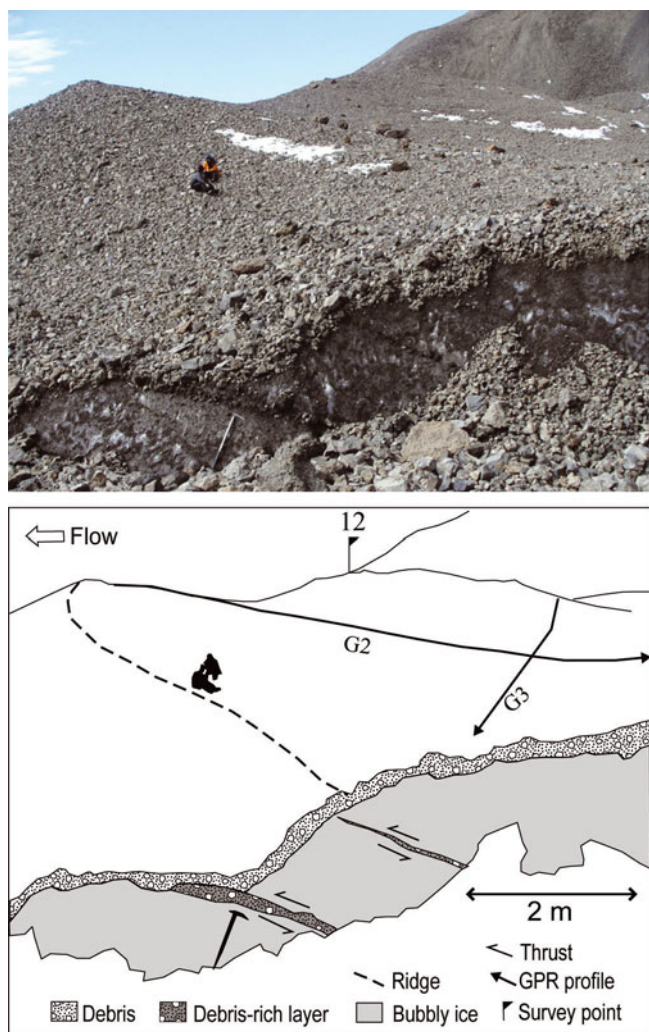 Flow
12
G2
G3
2 m
Thrust
Ridge
GPR profile
Debris
Debris-rich layer
Bubbly ice
Survey point